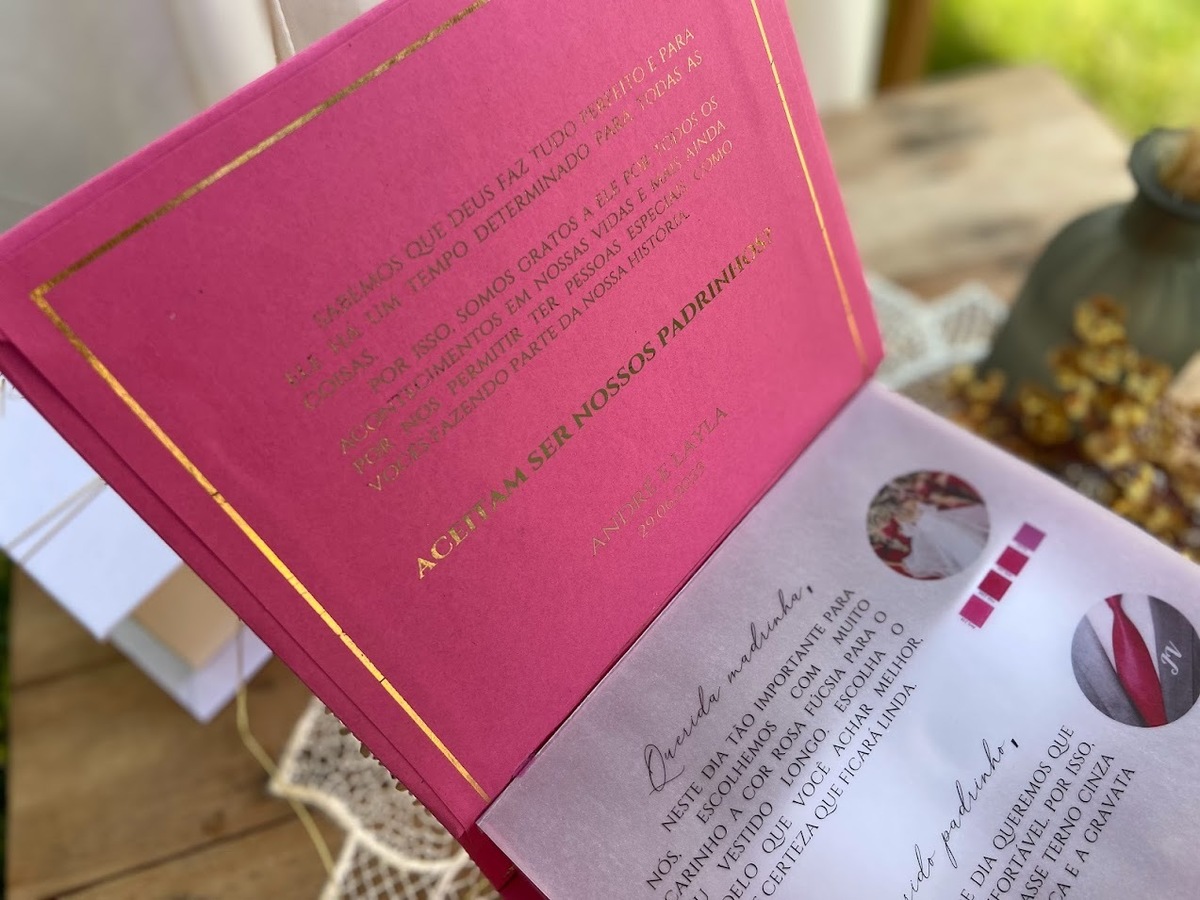 SABEMOS QUE DEUS FAZ TUDO PERFEITO E PARA
ELE HÁ UM TEMPO DETERMINADO PARA TODAS AS
COISAS.
POR ISSO, SOMOS GRATOS A ELE POR TODOS OS
ACONTECIMENTOS EM NOSSAS VIDAS E MAIS AINDA
POR NOS PERMITIR TER PESSOAS ESPECIAIS COMO
VOCÊS FAZENDO PARTE DA NOSSA HISTÓRIA.
ACEITAM SER NOSSOS PADRINHOS?
ANDRÉ E LAYLA
Querida madrinha,
NESTE DIA TÃO IMPORTANTE PARA
NÓS, ESCOLHEMOS COM MUITO
CARINHO A COR ROSA FÚCSIA PARA O
VESTIDO LONGO. ESCOLHA O
QUE VOCÊ ACHAR MELHOR.
CERTEZA QUE FICARÁ LINDA.
JV
padrinho,
DIA QUEREMOS QUE
POR ISSO,
TERNO CINZA
E A GRAVATA